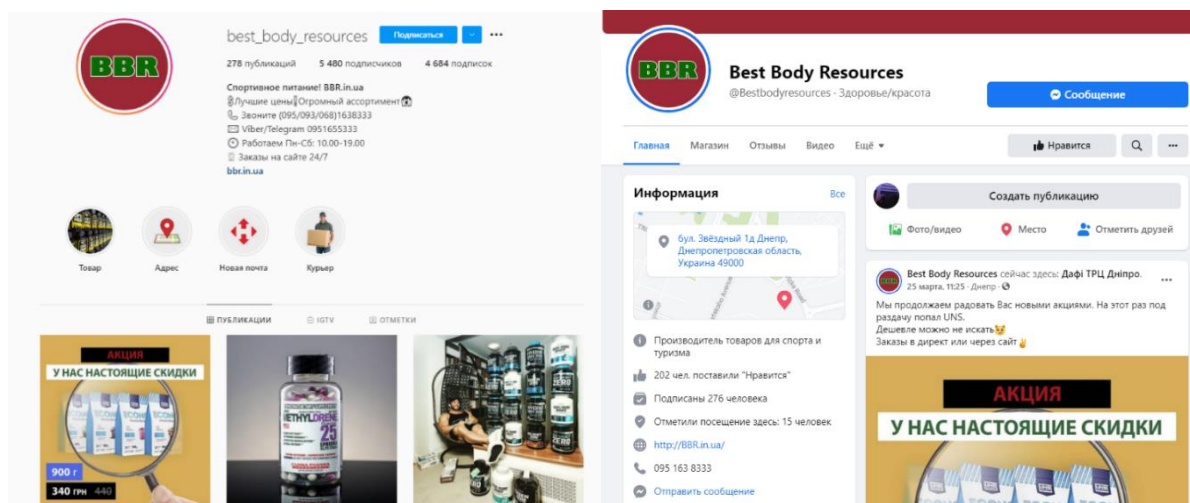 BBR
best_body_resources
Подписаться
278 публикаций 5 480 подписчиков 4 684 подписок
Спортивное питание! BBR.in.ua
Лучшие цены Огромный ассортимент
Звоните (095/093/068)1638333
Viber/Telegram 0951655333
Работаем Пн-Сб: 10.00-19.00
Заказы на сайте 24/7
bbr.in.ua
Товар Адрес Новая почта Курьер
ПУБЛИКАЦИИ IGTV ОТМЕТКИ
АКЦИЯ
У НАС НАСТОЯЩИЕ СКИДКИ
900 г
340 ГРН 440
METHYLDRENE
25
ZERO
BBR
Best Body Resources
@Bestbodyresources · Здоровье/красота
Сообщение
Главная Магазин Отзывы Видео Ещё
Нравится
Информация Все
бул. Звёздный 1д Днепр,
Днепропетровская область,
Украина 49000
Производитель товаров для спорта и
туризма
202 чел. поставили "Нравится"
Подписаны 276 человека
Отметили посещение здесь: 15 человек
http://BBR.in.ua/
095 163 8333
Отправить сообщение
Создать публикацию
Фото/видео Место Отметить друзей
Best Body Resources сейчас здесь: Дафі ТРЦ Дніпро.
25 марта, 11:25 · Днепр ·
Мы продолжаем радовать Вас новыми акциями. На этот раз под
раздачу попал UNS.
Дешевле можно не искать
Заказы в директ или через сайт
АКЦИЯ
У НАС НАСТОЯЩИЕ СКИДКИ